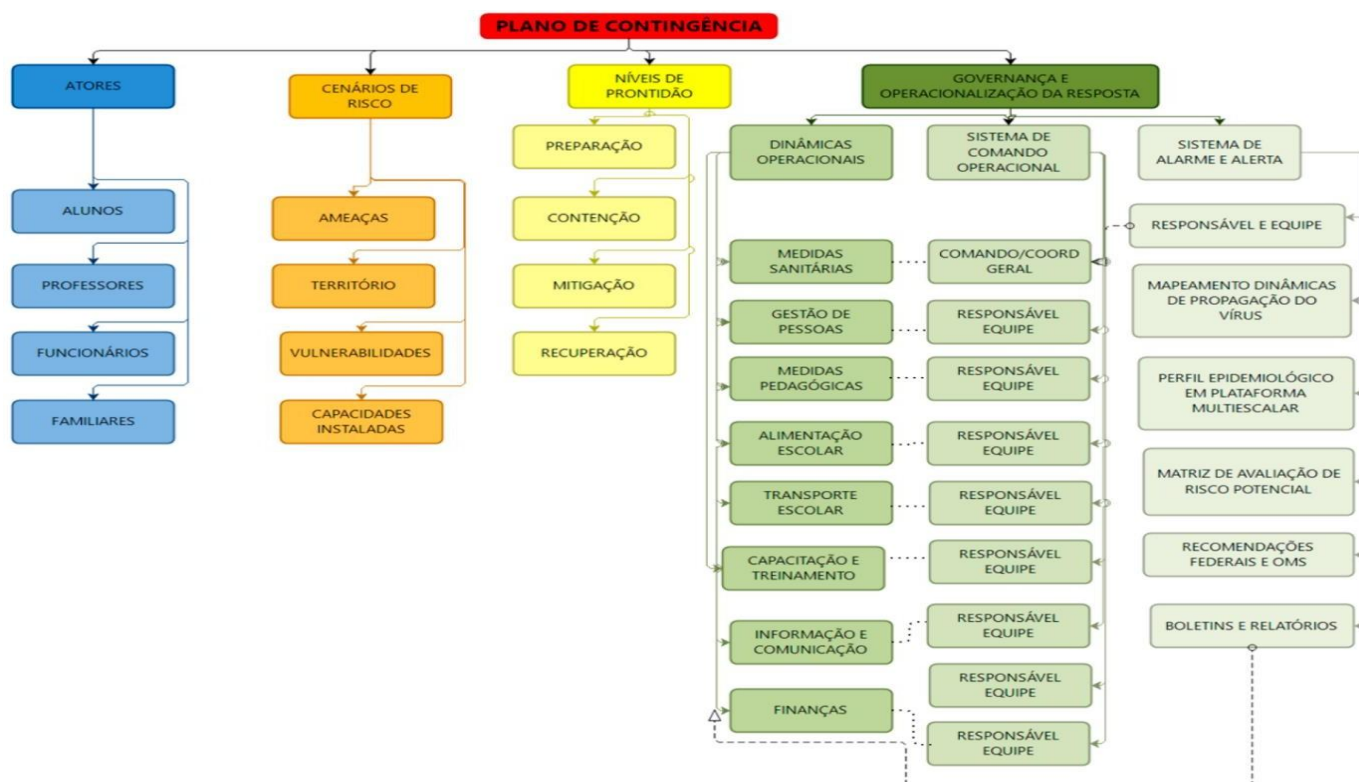 PLANO DE CONTINGÊNCIA
ATORES
CENÁRIOS DE
RISCO
NÍVEIS DE
PRONTIDÃO
GOVERNANÇA E
OPERACIONALIZAÇÃO DA RESPOSTA
ALUNOS
PROFESSORES
FUNCIONÁRIOS
FAMILIARES
AMEAÇAS
TERRITÓRIO
VULNERABILIDADES
CAPACIDADES
INSTALADAS
PREPARAÇÃO
CONTENÇÃO
MITIGAÇÃO
RECUPERAÇÃO
DINÂMICAS
OPERACIONAIS
MEDIDAS
SANITÁRIAS
GESTÃO DE
PESSOAS
MEDIDAS
PEDAGÓGICAS
ALIMENTAÇÃO
ESCOLAR
TRANSPORTE
ESCOLAR
CAPACITAÇÃO E
TREINAMENTO
INFORMAÇÃO E
COMUNICAÇÃO
FINANÇAS
SISTEMA DE
COMANDO
OPERACIONAL
COMANDO/COORD
GERAL
RESPONSÁVEL
EQUIPE
RESPONSÁVEL
EQUIPE
RESPONSÁVEL
EQUIPE
RESPONSÁVEL
EQUIPE
RESPONSÁVEL
EQUIPE
RESPONSÁVEL
EQUIPE
RESPONSÁVEL
EQUIPE
RESPONSÁVEL
EQUIPE
SISTEMA DE
ALARME E ALERTA
RESPONSÁVEL E EQUIPE
MAPEAMENTO DINÂMICAS
DE PROPAGAÇÃO DO
VÍRUS
PERFIL EPIDEMIOLÓGICO
EM PLATAFORMA
MULTIESCALAR
MATRIZ DE AVALIAÇÃO DE
RISCO POTENCIAL
RECOMENDAÇÕES
FEDERAIS E OMS
BOLETINS E RELATÓRIOS